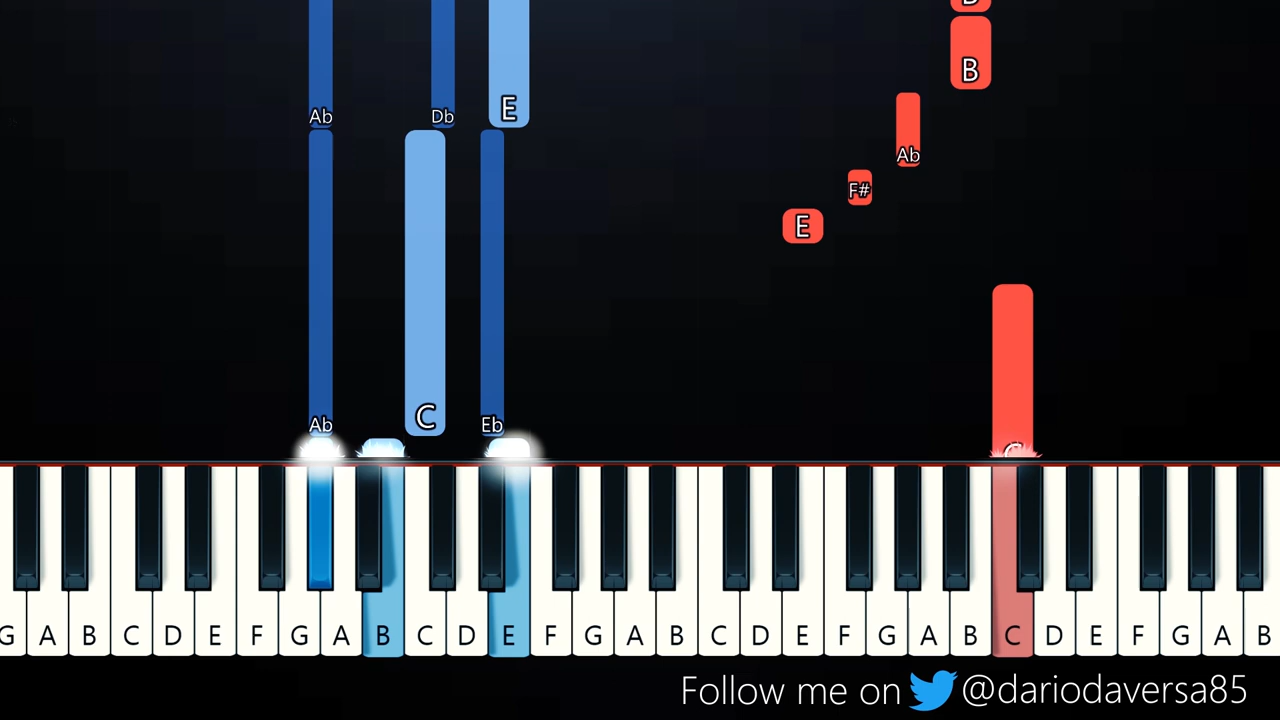 B
Ab Db E
Ab
F#
E
Ab C Eb
G A B C D E F G A B C D E F G A B C D E F G A B C D E F G A B
Follow me on @dariodaversa85